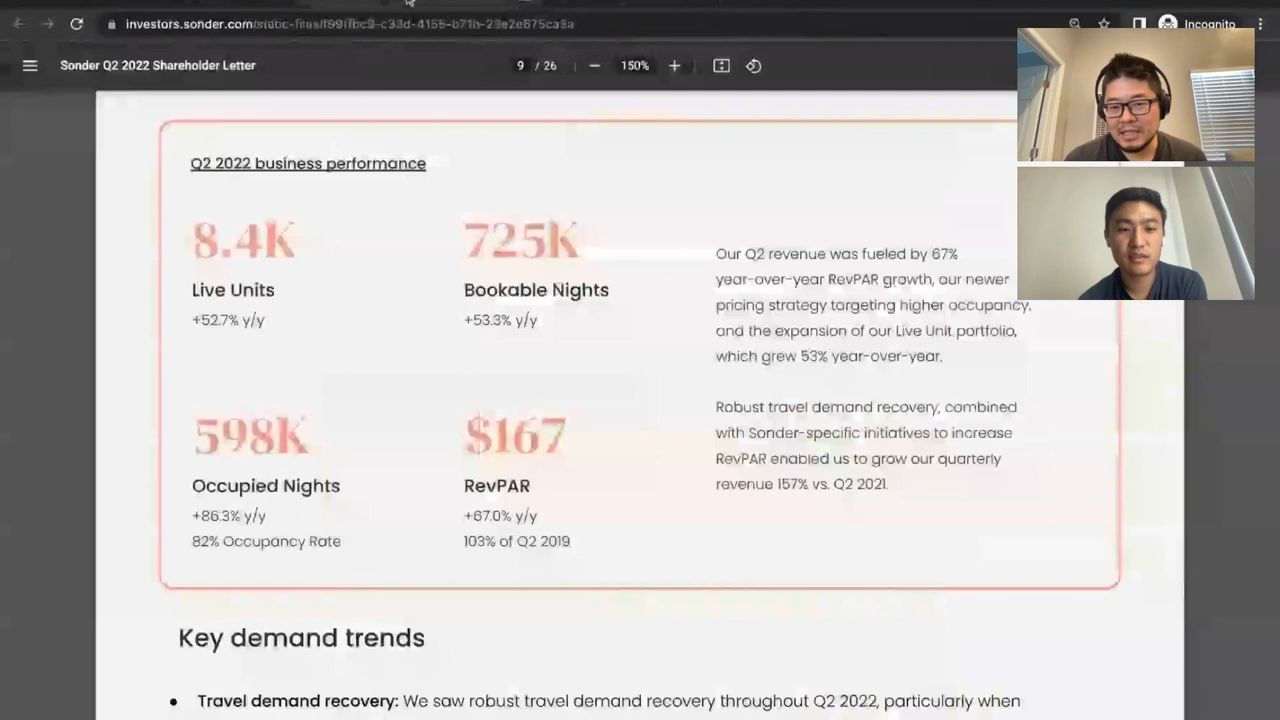 investors.sonder.com
Incognito
Sonder Q2 2022 Shareholder Letter
9 / 26
150%
Q2 2022 business performance
8.4K
Live Units
+52.7% y/y
725K
Bookable Nights
+53.3% y/y
598K
Occupied Nights
+86.3% y/y
82% Occupancy Rate
$167
RevPAR
+67.0% y/y
103% of Q2 2019
Our Q2 revenue was fueled by 67%
year-over-year RevPAR growth, our newer
pricing strategy targeting higher occupancy,
and the expansion of our Live Unit portfolio,
which grew 53% year-over-year.
Robust travel demand recovery, combined
with Sonder-specific initiatives to increase
RevPAR enabled us to grow our quarterly
revenue 157% vs. Q2 2021.
Key demand trends
• Travel demand recovery: We saw robust travel demand recovery throughout Q2 2022, particularly when